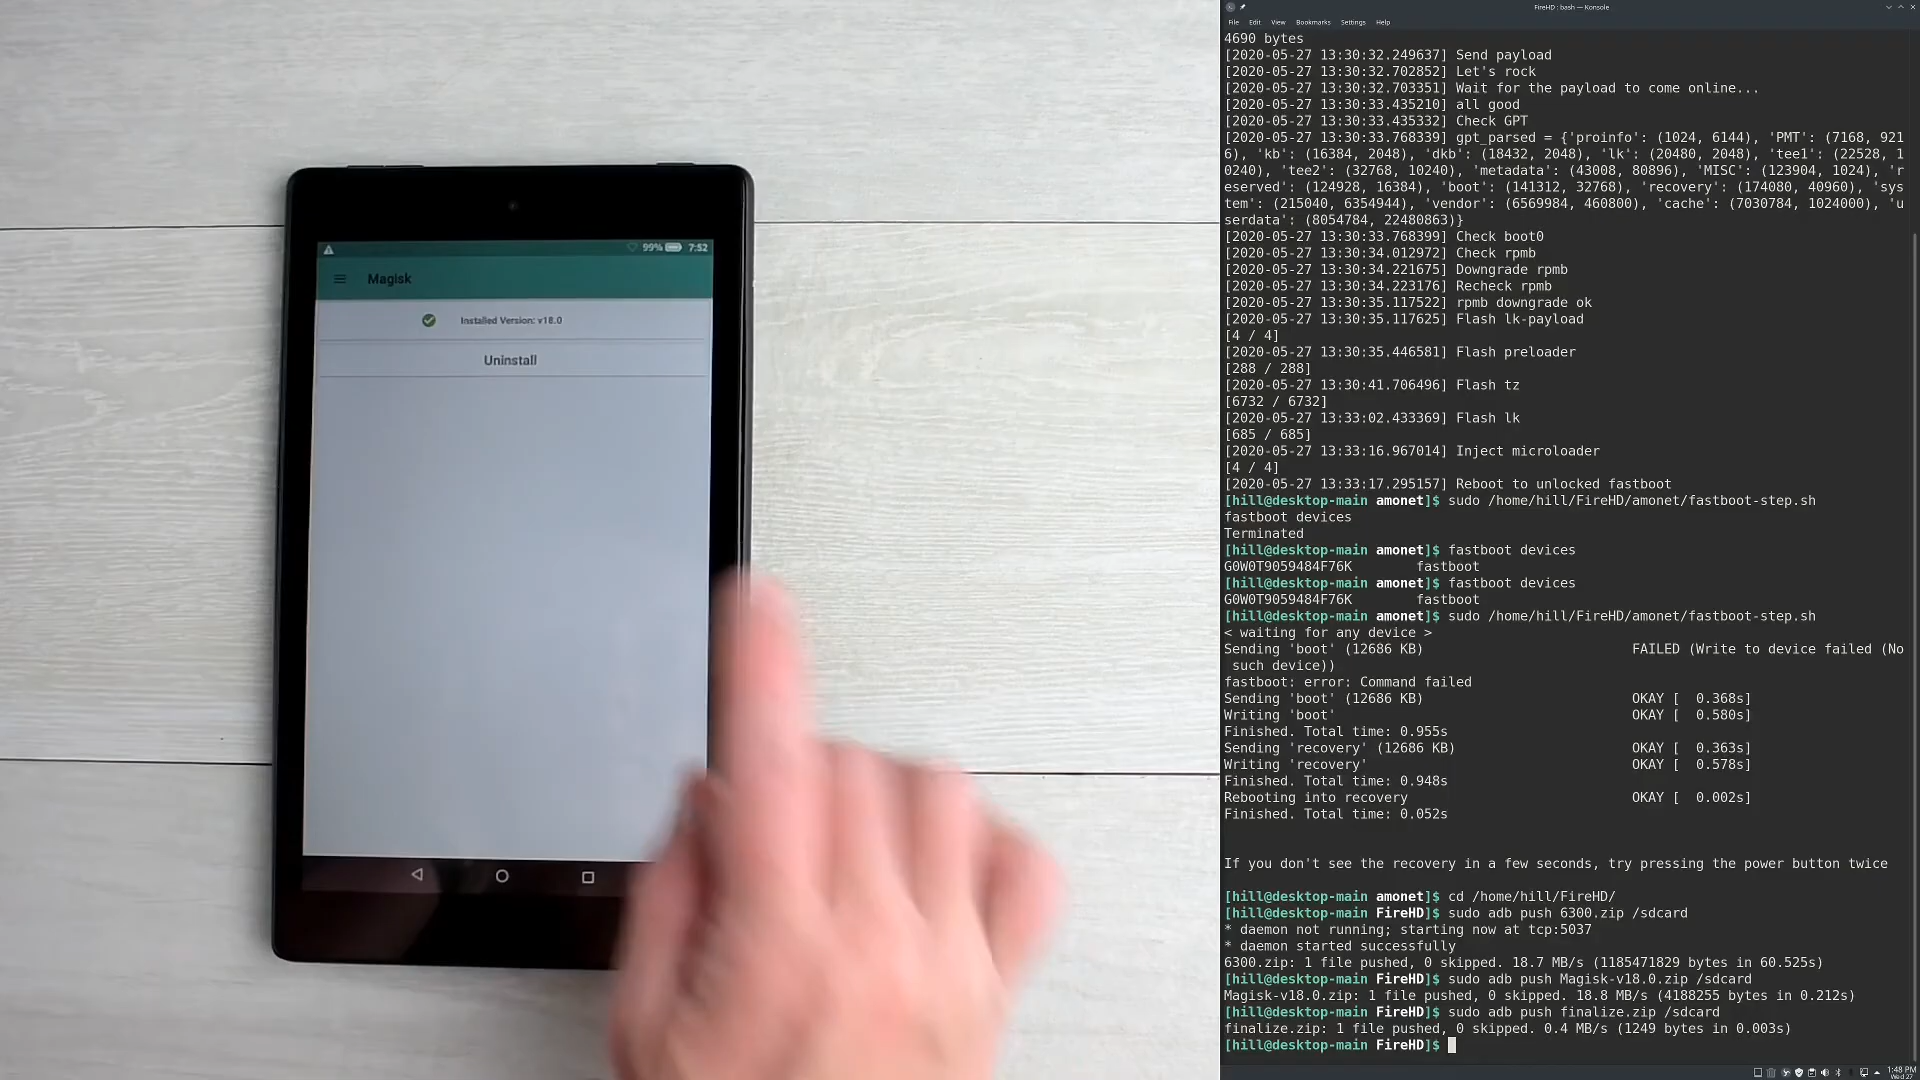 99% 7:52
Magisk
Installed Version: v18.0
Uninstall
FireHD : bash — Konsole
File Edit View Bookmarks Settings Help
4690 bytes
[2020-05-27 13:30:32.249637] Send payload
[2020-05-27 13:30:32.702852] Let's rock
[2020-05-27 13:30:32.703351] Wait for the payload to come online...
[2020-05-27 13:30:33.435210] all good
[2020-05-27 13:30:33.435332] Check GPT
[2020-05-27 13:30:33.768339] gpt_parsed = {'proinfo': (1024, 6144), 'PMT': (7168, 921
6), 'kb': (16384, 2048), 'dkb': (18432, 2048), 'lk': (20480, 2048), 'tee1': (22528, 1
0240), 'tee2': (32768, 10240), 'metadata': (43008, 80896), 'MISC': (123904, 1024), 'r
eserved': (124928, 16384), 'boot': (141312, 32768), 'recovery': (174080, 40960), 'sys
tem': (215040, 6354944), 'vendor': (6569984, 460800), 'cache': (7030784, 1024000), 'u
serdata': (8054784, 22480863)}
[2020-05-27 13:30:33.768399] Check boot0
[2020-05-27 13:30:34.012972] Check rpmb
[2020-05-27 13:30:34.221675] Downgrade rpmb
[2020-05-27 13:30:34.223176] Recheck rpmb
[2020-05-27 13:30:35.117522] rpmb downgrade ok
[2020-05-27 13:30:35.117625] Flash lk-payload
[4 / 4]
[2020-05-27 13:30:35.446581] Flash preloader
[288 / 288]
[2020-05-27 13:30:41.706496] Flash tz
[6732 / 6732]
[2020-05-27 13:33:02.433369] Flash lk
[685 / 685]
[2020-05-27 13:33:16.967014] Inject microloader
[4 / 4]
[2020-05-27 13:33:17.295157] Reboot to unlocked fastboot
[hill@desktop-main amonet]$ sudo /home/hill/FireHD/amonet/fastboot-step.sh
fastboot devices
Terminated
[hill@desktop-main amonet]$ fastboot devices
G0W0T9059484F76K fastboot
[hill@desktop-main amonet]$ fastboot devices
G0W0T9059484F76K fastboot
[hill@desktop-main amonet]$ sudo /home/hill/FireHD/amonet/fastboot-step.sh
< waiting for any device >
Sending 'boot' (12686 KB) FAILED (Write to device failed (No
such device))
fastboot: error: Command failed
Sending 'boot' (12686 KB) OKAY [ 0.368s]
Writing 'boot' OKAY [ 0.580s]
Finished. Total time: 0.955s
Sending 'recovery' (12686 KB) OKAY [ 0.363s]
Writing 'recovery' OKAY [ 0.578s]
Finished. Total time: 0.948s
Rebooting into recovery OKAY [ 0.002s]
Finished. Total time: 0.052s
If you don't see the recovery in a few seconds, try pressing the power button twice
[hill@desktop-main amonet]$ cd /home/hill/FireHD/
[hill@desktop-main FireHD]$ sudo adb push 6300.zip /sdcard
* daemon not running; starting now at tcp:5037
* daemon started successfully
6300.zip: 1 file pushed, 0 skipped. 18.7 MB/s (1185471829 bytes in 60.525s)
[hill@desktop-main FireHD]$ sudo adb push Magisk-v18.0.zip /sdcard
Magisk-v18.0.zip: 1 file pushed, 0 skipped. 18.8 MB/s (4188255 bytes in 0.212s)
[hill@desktop-main FireHD]$ sudo adb push finalize.zip /sdcard
finalize.zip: 1 file pushed, 0 skipped. 0.4 MB/s (1249 bytes in 0.003s)
[hill@desktop-main FireHD]$
1:48 PM
Wed 27